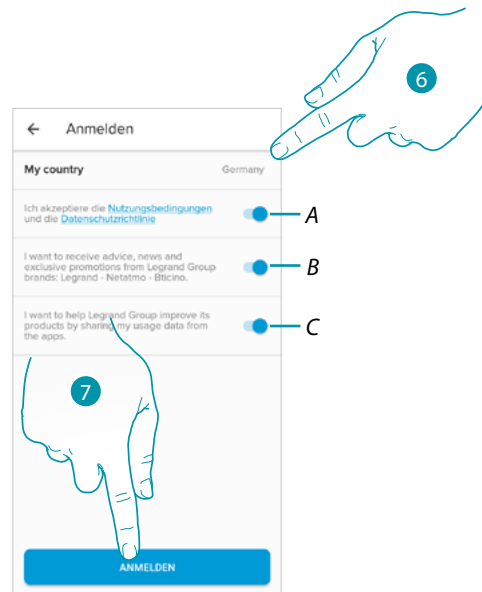 6
← Anmelden
My country Germany
Ich akzeptiere die Nutzungsbedingungen
und die Datenschutzrichtlinie
A
I want to receive advice, news and
exclusive promotions from Legrand Group
brands: Legrand - Netatmo - Bticino.
B
I want to help Legrand Group improve its
products by sharing my usage data from
the apps.
C
7
ANMELDEN